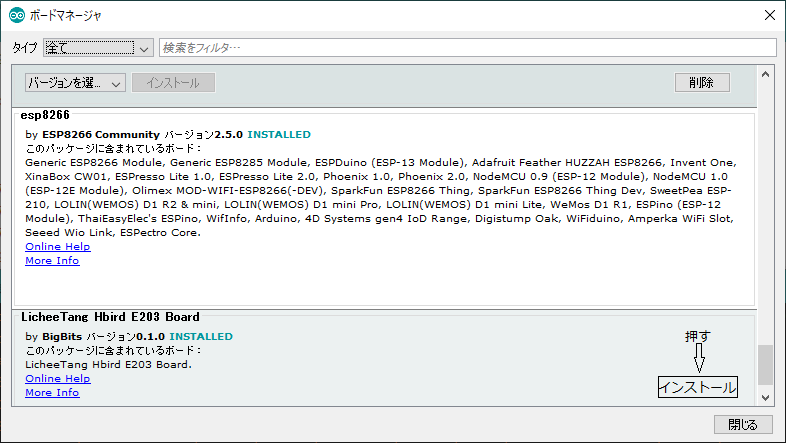 ボードマネージャ
タイプ 全て 検索をフィルタ…
バージョンを選... インストール 削除
esp8266
by ESP8266 Community バージョン2.5.0 INSTALLED
このパッケージに含まれているボード：
Generic ESP8266 Module, Generic ESP8285 Module, ESPDuino (ESP-13 Module), Adafruit Feather HUZZAH ESP8266, Invent One,
XinaBox CW01, ESPresso Lite 1.0, ESPresso Lite 2.0, Phoenix 1.0, Phoenix 2.0, NodeMCU 0.9 (ESP-12 Module), NodeMCU 1.0
(ESP-12E Module), Olimex MOD-WIFI-ESP8266(-DEV), SparkFun ESP8266 Thing, SparkFun ESP8266 Thing Dev, SweetPea ESP-
210, LOLIN(WEMOS) D1 R2 & mini, LOLIN(WEMOS) D1 mini Pro, LOLIN(WEMOS) D1 mini Lite, WeMos D1 R1, ESPino (ESP-12
Module), ThaiEasyElec's ESPino, WifInfo, Arduino, 4D Systems gen4 IoD Range, Digistump Oak, WiFiduino, Amperka WiFi Slot,
Seeed Wio Link, ESPectro Core.
Online Help
More Info
LicheeTang Hbird E203 Board
by BigBits バージョン0.1.0 INSTALLED
このパッケージに含まれているボード：
LicheeTang Hbird E203 Board.
Online Help
More Info
押す
インストール
閉じる